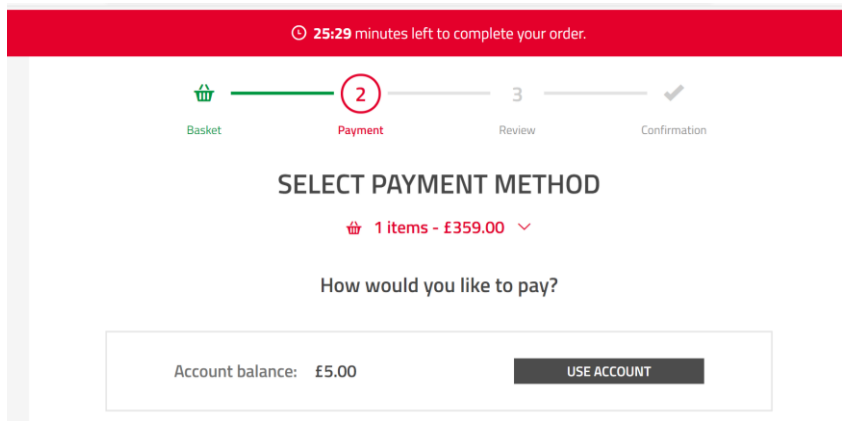 25:29 minutes left to complete your order.
2 3
Basket Payment Review Confirmation
SELECT PAYMENT METHOD
1 items - £359.00
How would you like to pay?
Account balance: £5.00 USE ACCOUNT